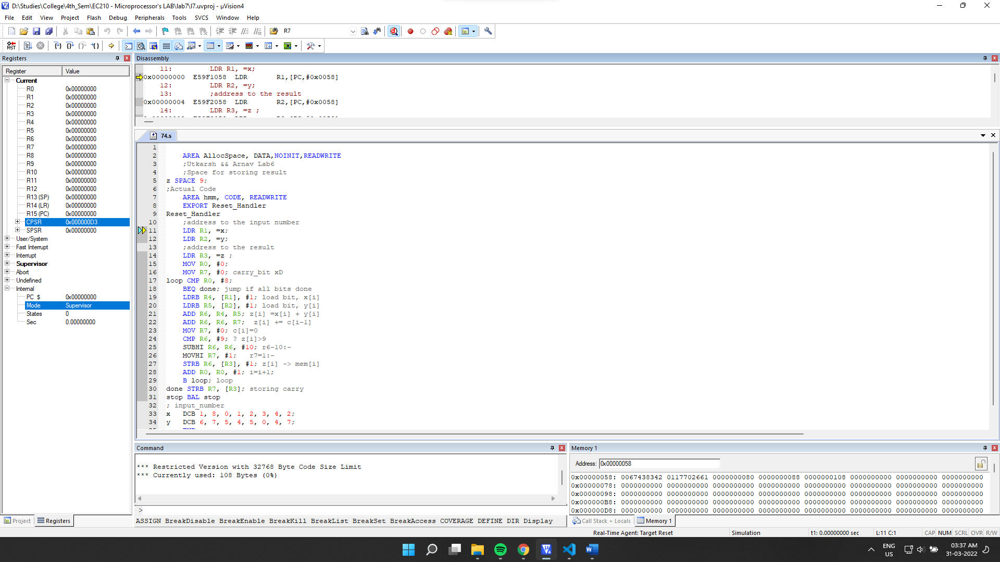 D:\Studies\College\4th_Sem\EC210 - Microprocessor's LAB\lab7\l7.uvproj - µVision4
File Edit View Project Flash Debug Peripherals Tools SVCS Window Help
R7
Registers
Register Value
Current
R0 0x00000000
R1 0x00000000
R2 0x00000000
R3 0x00000000
R4 0x00000000
R5 0x00000000
R6 0x00000000
R7 0x00000000
R8 0x00000000
R9 0x00000000
R10 0x00000000
R11 0x00000000
R12 0x00000000
R13 (SP) 0x00000000
R14 (LR) 0x00000000
R15 (PC) 0x00000000
CPSR 0x000000D3
SPSR 0x00000000
User/System
Fast Interrupt
Interrupt
Supervisor
Abort
Undefined
Internal
PC $ 0x00000000
Mode Supervisor
States 0
Sec 0.00000000
Project Registers
Disassembly
11: LDR R1, =x;
0x00000000 E59F1058 LDR R1,[PC,#0x0058]
12: LDR R2, =y;
13: ;address to the result
0x00000004 E59F2058 LDR R2,[PC,#0x0058]
14: LDR R3, =z ;
74.s
1
2 AREA AllocSpace, DATA,NOINIT,READWRITE
3 ;Utkarsh && Arnav Lab6
4 ;Space for storing result
5 z SPACE 9;
6 ;Actual Code
7 AREA hmm, CODE, READWRITE
8 EXPORT Reset_Handler
9 Reset_Handler
10 ;address to the input number
11 LDR R1, =x;
12 LDR R2, =y;
13 ;address to the result
14 LDR R3, =z ;
15 MOV R0, #0;
16 MOV R7, #0; carry_bit xD
17 loop CMP R0, #8;
18 BEQ done; jump if all bits done
19 LDRB R4, [R1], #1; load bit, x[i]
20 LDRB R5, [R2], #1; load bit, y[i]
21 ADD R6, R4, R5; z[i] =x[i] + y[i]
22 ADD R6, R6, R7; z[i] += c[i-1]
23 MOV R7, #0; c[i]=0
24 CMP R6, #9; ? z[i]>9
25 SUBHI R6, R6, #10; r6-10:-
26 MOVHI R7, #1; r7=1:-
27 STRB R6, [R3], #1; z[i] -> mem[i]
28 ADD R0, R0, #1; i=i+1;
29 B loop; loop
30 done STRB R7, [R3]; storing carry
31 stop BAL stop
32 ; input_number
33 x DCB 1, 8, 0, 1, 2, 3, 4, 2;
34 y DCB 6, 7, 5, 4, 5, 0, 4, 7;
Command
*** Restricted Version with 32768 Byte Code Size Limit
*** Currently used: 108 Bytes (0%)
>
ASSIGN BreakDisable BreakEnable BreakKill BreakList BreakSet BreakAccess COVERAGE DEFINE DIR Display
Memory 1
Address: 0x00000058
0x00000058: 0067438342 0117702661 0000000080 0000000088 0000000108 0000000000 0000000000 0000000000
0x00000078: 0000000000 0000000000 0000000000 0000000000 0000000000 0000000000 0000000000 0000000000
0x00000098: 0000000000 0000000000 0000000000 0000000000 0000000000 0000000000 0000000000 0000000000
0x000000B8: 0000000000 0000000000 0000000000 0000000000 0000000000 0000000000 0000000000 0000000000
0x000000D8: 0000000000 0000000000 0000000000 0000000000 0000000000 0000000000 0000000000 0000000000
Call Stack + Locals Memory 1
Real-Time Agent: Target Reset Simulation t1: 0.00000000 sec L:11 C:1 CAP NUM SCRL OVR R/W
ENG
US
03:37 AM
31-03-2022